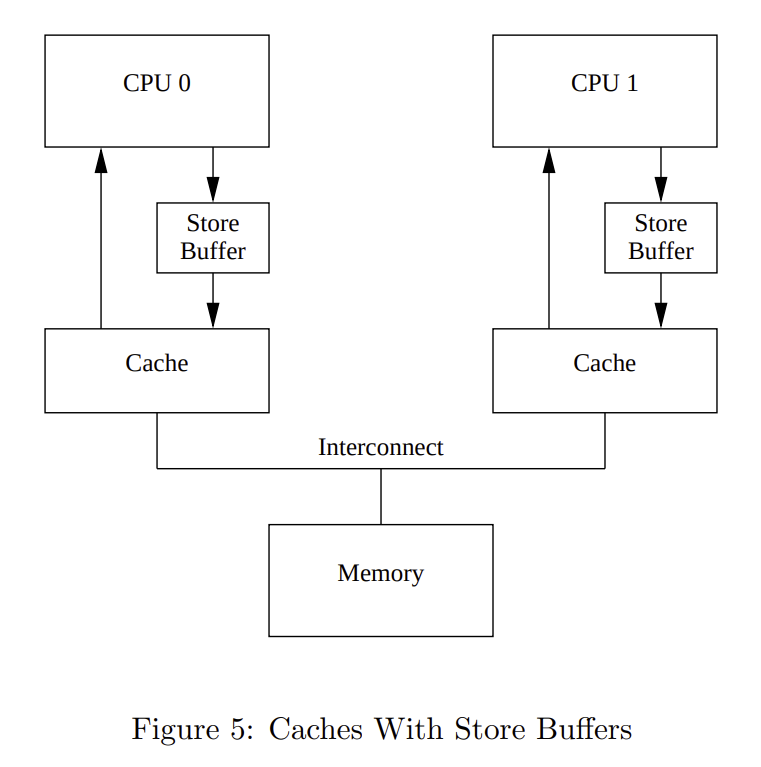 CPU 0
CPU 1
Store
Buffer
Store
Buffer
Cache
Cache
Interconnect
Memory
Figure 5: Caches With Store Buffers